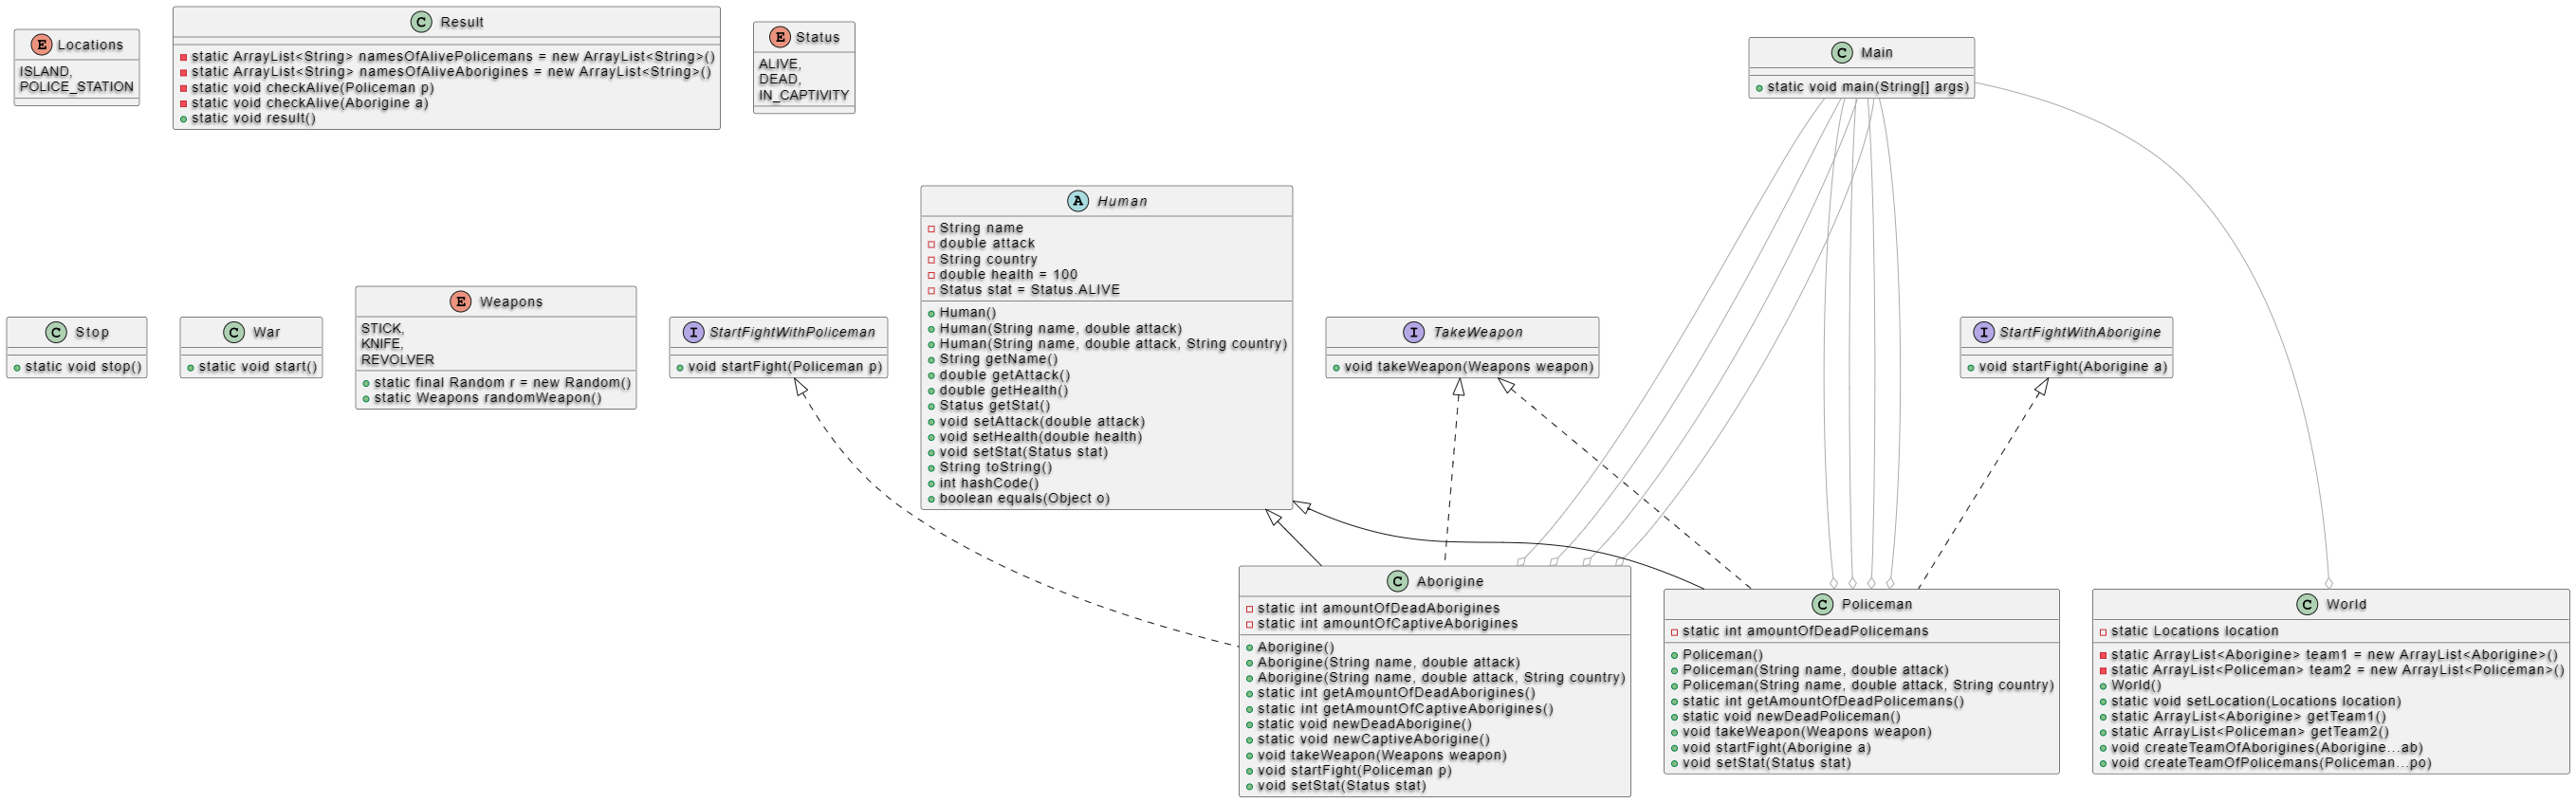 Locations
ISLAND,
POLICE_STATION
Result
static ArrayList<String> namesOfAlivePolicemans = new ArrayList<String>()
static ArrayList<String> namesOfAliveAborigines = new ArrayList<String>()
static void checkAlive(Policeman p)
static void checkAlive(Aborigine a)
static void result()
Status
ALIVE,
DEAD,
IN_CAPTIVITY
Main
static void main(String[] args)
Stop
static void stop()
War
static void start()
Weapons
STICK,
KNIFE,
REVOLVER
static final Random r = new Random()
static Weapons randomWeapon()
StartFightWithPoliceman
void startFight(Policeman p)
Human
String name
double attack
String country
double health = 100
Status stat = Status.ALIVE
Human()
Human(String name, double attack)
Human(String name, double attack, String country)
String getName()
double getAttack()
double getHealth()
Status getStat()
void setAttack(double attack)
void setHealth(double health)
void setStat(Status stat)
String toString()
int hashCode()
boolean equals(Object o)
TakeWeapon
void takeWeapon(Weapons weapon)
StartFightWithAborigine
void startFight(Aborigine a)
Aborigine
static int amountOfDeadAborigines
static int amountOfCaptiveAborigines
Aborigine()
Aborigine(String name, double attack)
Aborigine(String name, double attack, String country)
static int getAmountOfDeadAborigines()
static int getAmountOfCaptiveAborigines()
static void newDeadAborigine()
static void newCaptiveAborigine()
void takeWeapon(Weapons weapon)
void startFight(Policeman p)
void setStat(Status stat)
Policeman
static int amountOfDeadPolicemans
Policeman()
Policeman(String name, double attack)
Policeman(String name, double attack, String country)
static int getAmountOfDeadPolicemans()
static void newDeadPoliceman()
void takeWeapon(Weapons weapon)
void startFight(Aborigine a)
void setStat(Status stat)
World
static Locations location
static ArrayList<Aborigine> team1 = new ArrayList<Aborigine>()
static ArrayList<Policeman> team2 = new ArrayList<Policeman>()
World()
static void setLocation(Locations location)
static ArrayList<Aborigine> getTeam1()
static ArrayList<Policeman> getTeam2()
void createTeamOfAborigines(Aborigine...ab)
void createTeamOfPolicemans(Policeman...po)